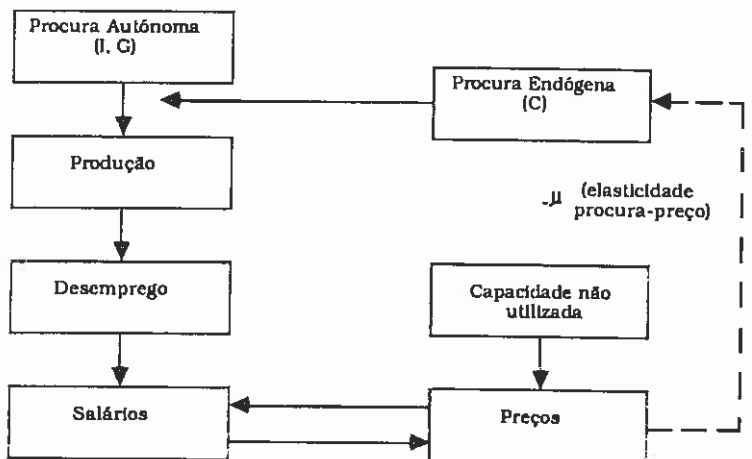 Procura Autónoma
(I, G)
Procura Endógena
(C)
Produção
-μ (elasticidade
procura-preço)
Desemprego
Capacidade não
utilizada
Salários
Preços